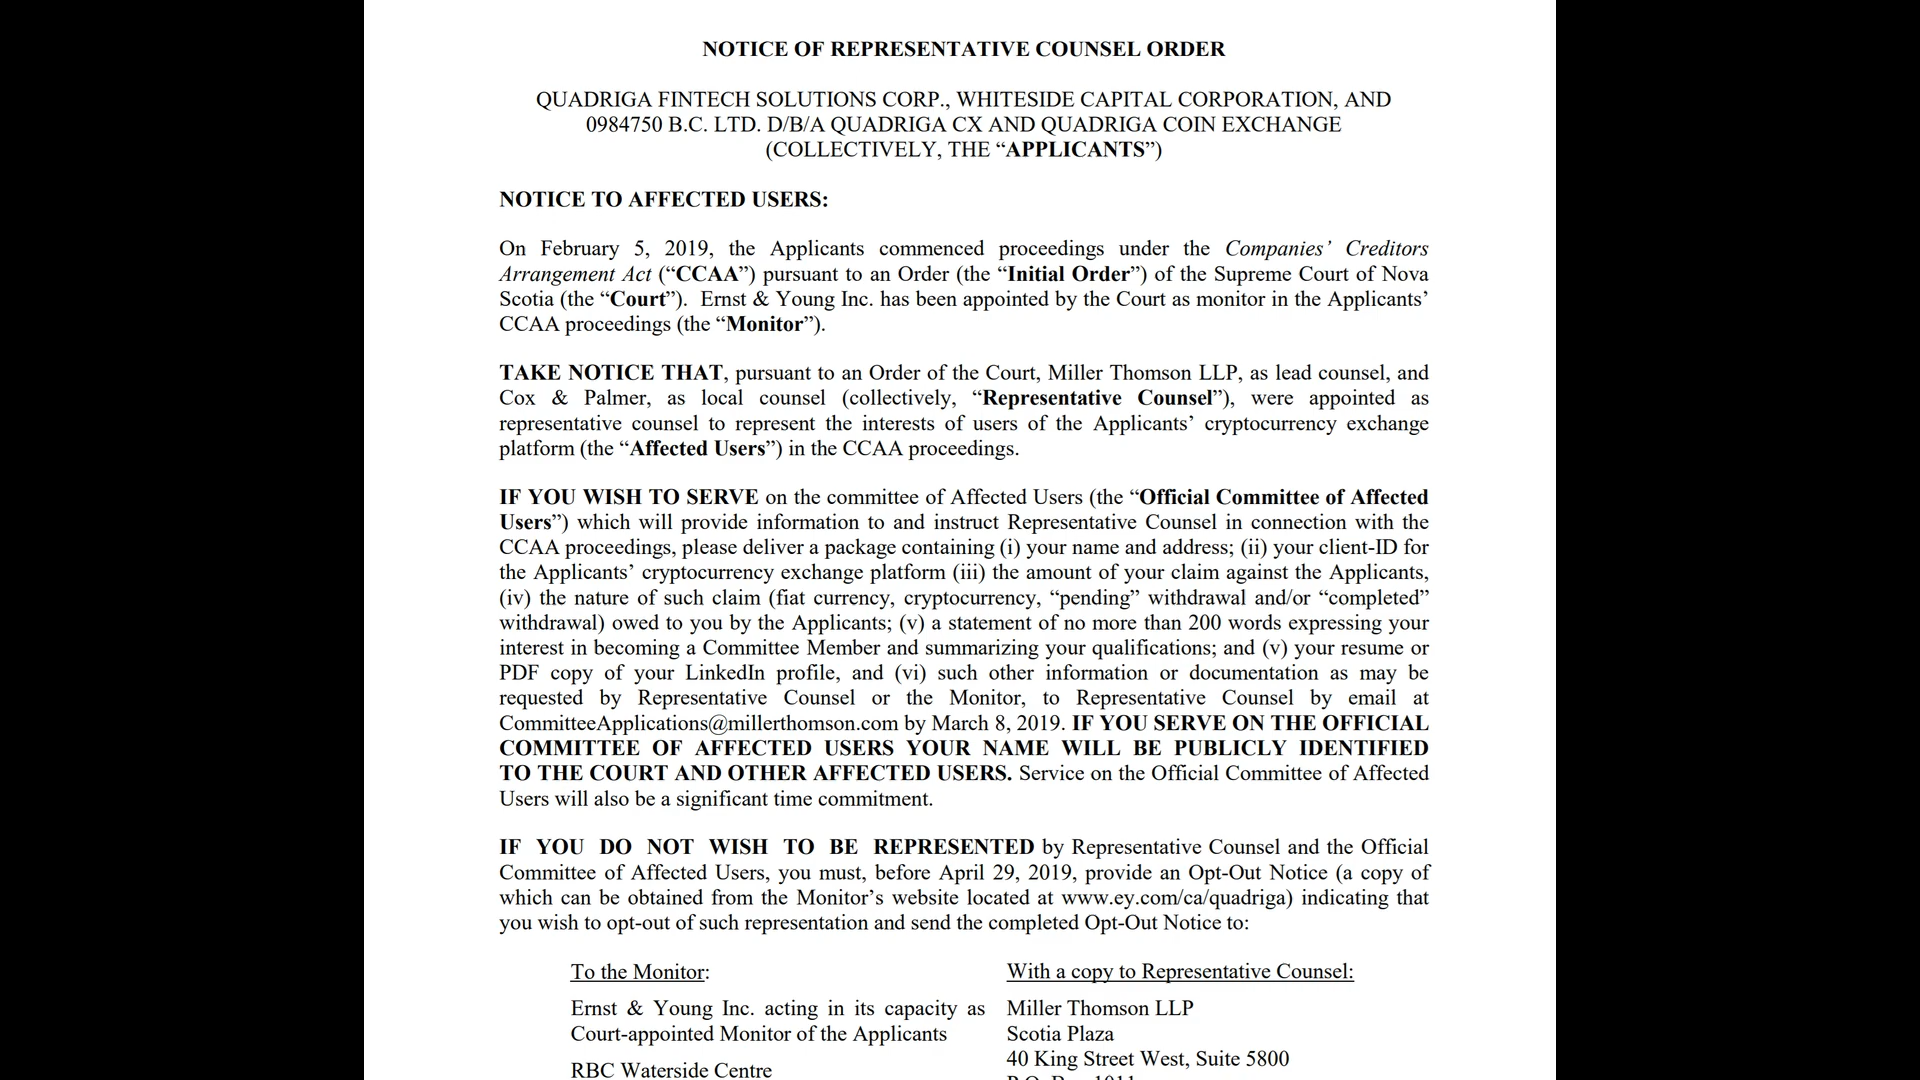 NOTICE OF REPRESENTATIVE COUNSEL ORDER
QUADRIGA FINTECH SOLUTIONS CORP., WHITESIDE CAPITAL CORPORATION, AND
0984750 B.C. LTD. D/B/A QUADRIGA CX AND QUADRIGA COIN EXCHANGE
(COLLECTIVELY, THE “APPLICANTS”)
NOTICE TO AFFECTED USERS:
On February 5, 2019, the Applicants commenced proceedings under the Companies’ Creditors
Arrangement Act (“CCAA”) pursuant to an Order (the “Initial Order”) of the Supreme Court of Nova
Scotia (the “Court”). Ernst & Young Inc. has been appointed by the Court as monitor in the Applicants’
CCAA proceedings (the “Monitor”).
TAKE NOTICE THAT, pursuant to an Order of the Court, Miller Thomson LLP, as lead counsel, and
Cox & Palmer, as local counsel (collectively, “Representative Counsel”), were appointed as
representative counsel to represent the interests of users of the Applicants’ cryptocurrency exchange
platform (the “Affected Users”) in the CCAA proceedings.
IF YOU WISH TO SERVE on the committee of Affected Users (the “Official Committee of Affected
Users”) which will provide information to and instruct Representative Counsel in connection with the
CCAA proceedings, please deliver a package containing (i) your name and address; (ii) your client-ID for
the Applicants’ cryptocurrency exchange platform (iii) the amount of your claim against the Applicants,
(iv) the nature of such claim (fiat currency, cryptocurrency, “pending” withdrawal and/or “completed”
withdrawal) owed to you by the Applicants; (v) a statement of no more than 200 words expressing your
interest in becoming a Committee Member and summarizing your qualifications; and (v) your resume or
PDF copy of your LinkedIn profile, and (vi) such other information or documentation as may be
requested by Representative Counsel or the Monitor, to Representative Counsel by email at
CommitteeApplications@millerthomson.com by March 8, 2019. IF YOU SERVE ON THE OFFICIAL
COMMITTEE OF AFFECTED USERS YOUR NAME WILL BE PUBLICLY IDENTIFIED
TO THE COURT AND OTHER AFFECTED USERS. Service on the Official Committee of Affected
Users will also be a significant time commitment.
IF YOU DO NOT WISH TO BE REPRESENTED by Representative Counsel and the Official
Committee of Affected Users, you must, before April 29, 2019, provide an Opt-Out Notice (a copy of
which can be obtained from the Monitor’s website located at www.ey.com/ca/quadriga) indicating that
you wish to opt-out of such representation and send the completed Opt-Out Notice to:
To the Monitor:
Ernst & Young Inc. acting in its capacity as
Court-appointed Monitor of the Applicants
RBC Waterside Centre
With a copy to Representative Counsel:
Miller Thomson LLP
Scotia Plaza
40 King Street West, Suite 5800
P.O. Box 1011